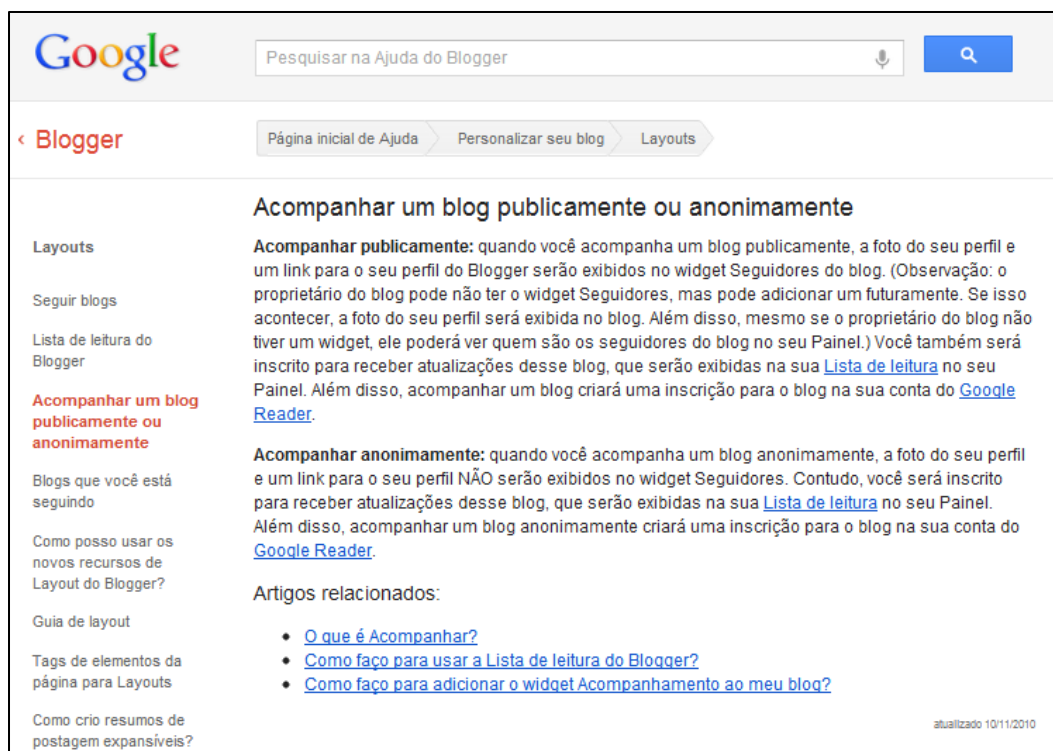 Google
Pesquisar na Ajuda do Blogger
‹ Blogger
Página inicial de Ajuda
Personalizar seu blog
Layouts
Layouts
Seguir blogs
Lista de leitura do
Blogger
Acompanhar um blog
publicamente ou
anonimamente
Blogs que você está
seguindo
Como posso usar os
novos recursos de
Layout do Blogger?
Guia de layout
Tags de elementos da
página para Layouts
Como crio resumos de
postagem expansíveis?
Acompanhar um blog publicamente ou anonimamente
Acompanhar publicamente: quando você acompanha um blog publicamente, a foto do seu perfil e
um link para o seu perfil do Blogger serão exibidos no widget Seguidores do blog. (Observação: o
proprietário do blog pode não ter o widget Seguidores, mas pode adicionar um futuramente. Se isso
acontecer, a foto do seu perfil será exibida no blog. Além disso, mesmo se o proprietário do blog não
tiver um widget, ele poderá ver quem são os seguidores do blog no seu Painel.) Você também será
inscrito para receber atualizações desse blog, que serão exibidas na sua Lista de leitura no seu
Painel. Além disso, acompanhar um blog criará uma inscrição para o blog na sua conta do Google
Reader.
Acompanhar anonimamente: quando você acompanha um blog anonimamente, a foto do seu perfil
e um link para o seu perfil NÃO serão exibidos no widget Seguidores. Contudo, você será inscrito
para receber atualizações desse blog, que serão exibidas na sua Lista de leitura no seu Painel.
Além disso, acompanhar um blog anonimamente criará uma inscrição para o blog na sua conta do
Google Reader.
Artigos relacionados:
• O que é Acompanhar?
• Como faço para usar a Lista de leitura do Blogger?
• Como faço para adicionar o widget Acompanhamento ao meu blog?
atualizado 10/11/2010